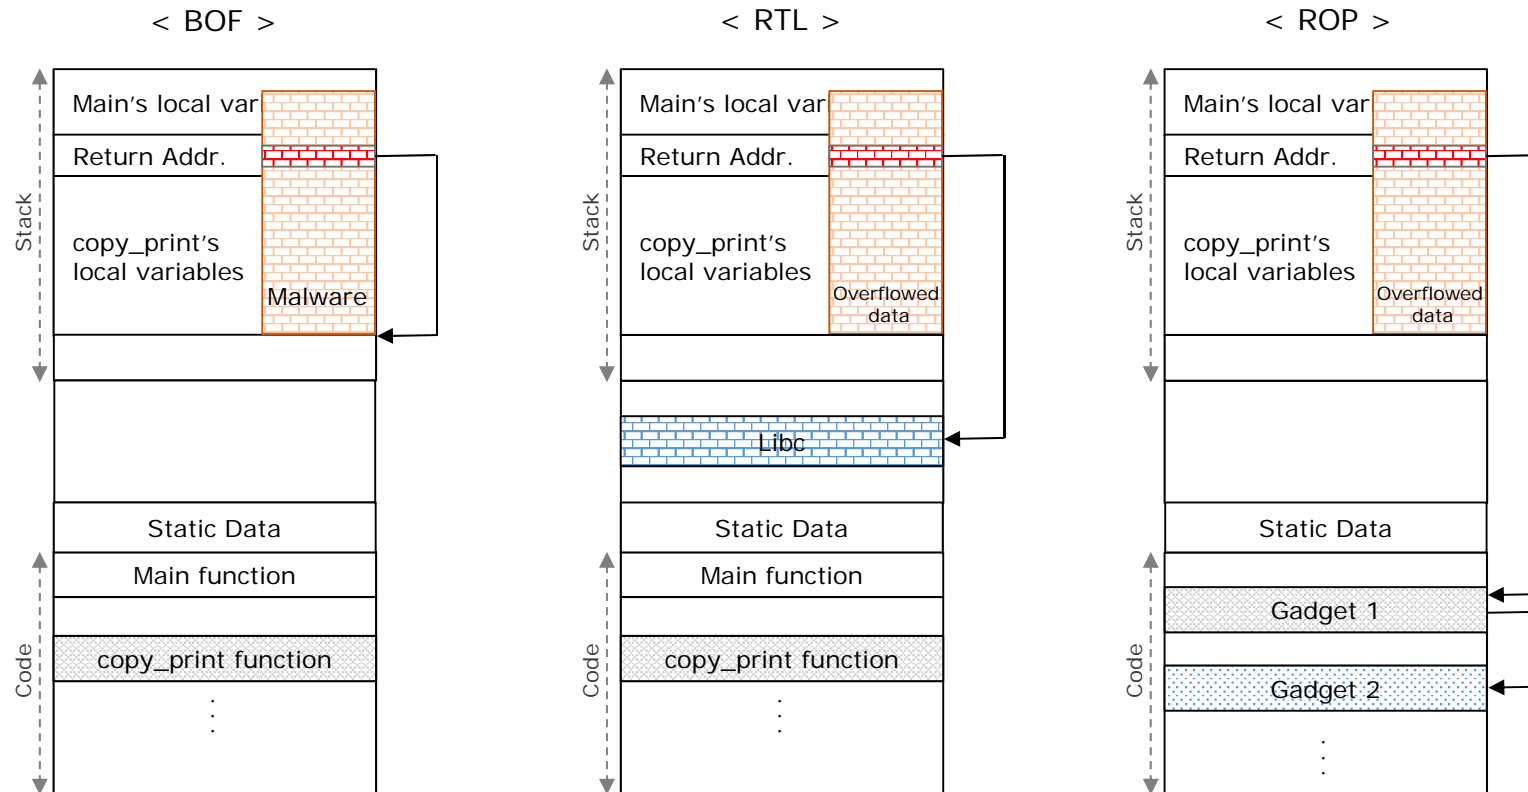 < BOF >
Main's local var
Return Addr.
copy_print's
local variables
Malware
Stack
Static Data
Main function
copy_print function
Code
< RTL >
Main's local var
Return Addr.
copy_print's
local variables
Overflowed
data
Stack
Libc
Static Data
Main function
copy_print function
Code
< ROP >
Main's local var
Return Addr.
copy_print's
local variables
Overflowed
data
Stack
Static Data
Gadget 1
Gadget 2
Code